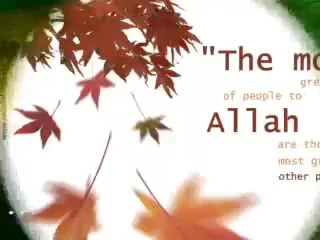 "The mo
gre
of people to
Allah
are tho
most gr
other p